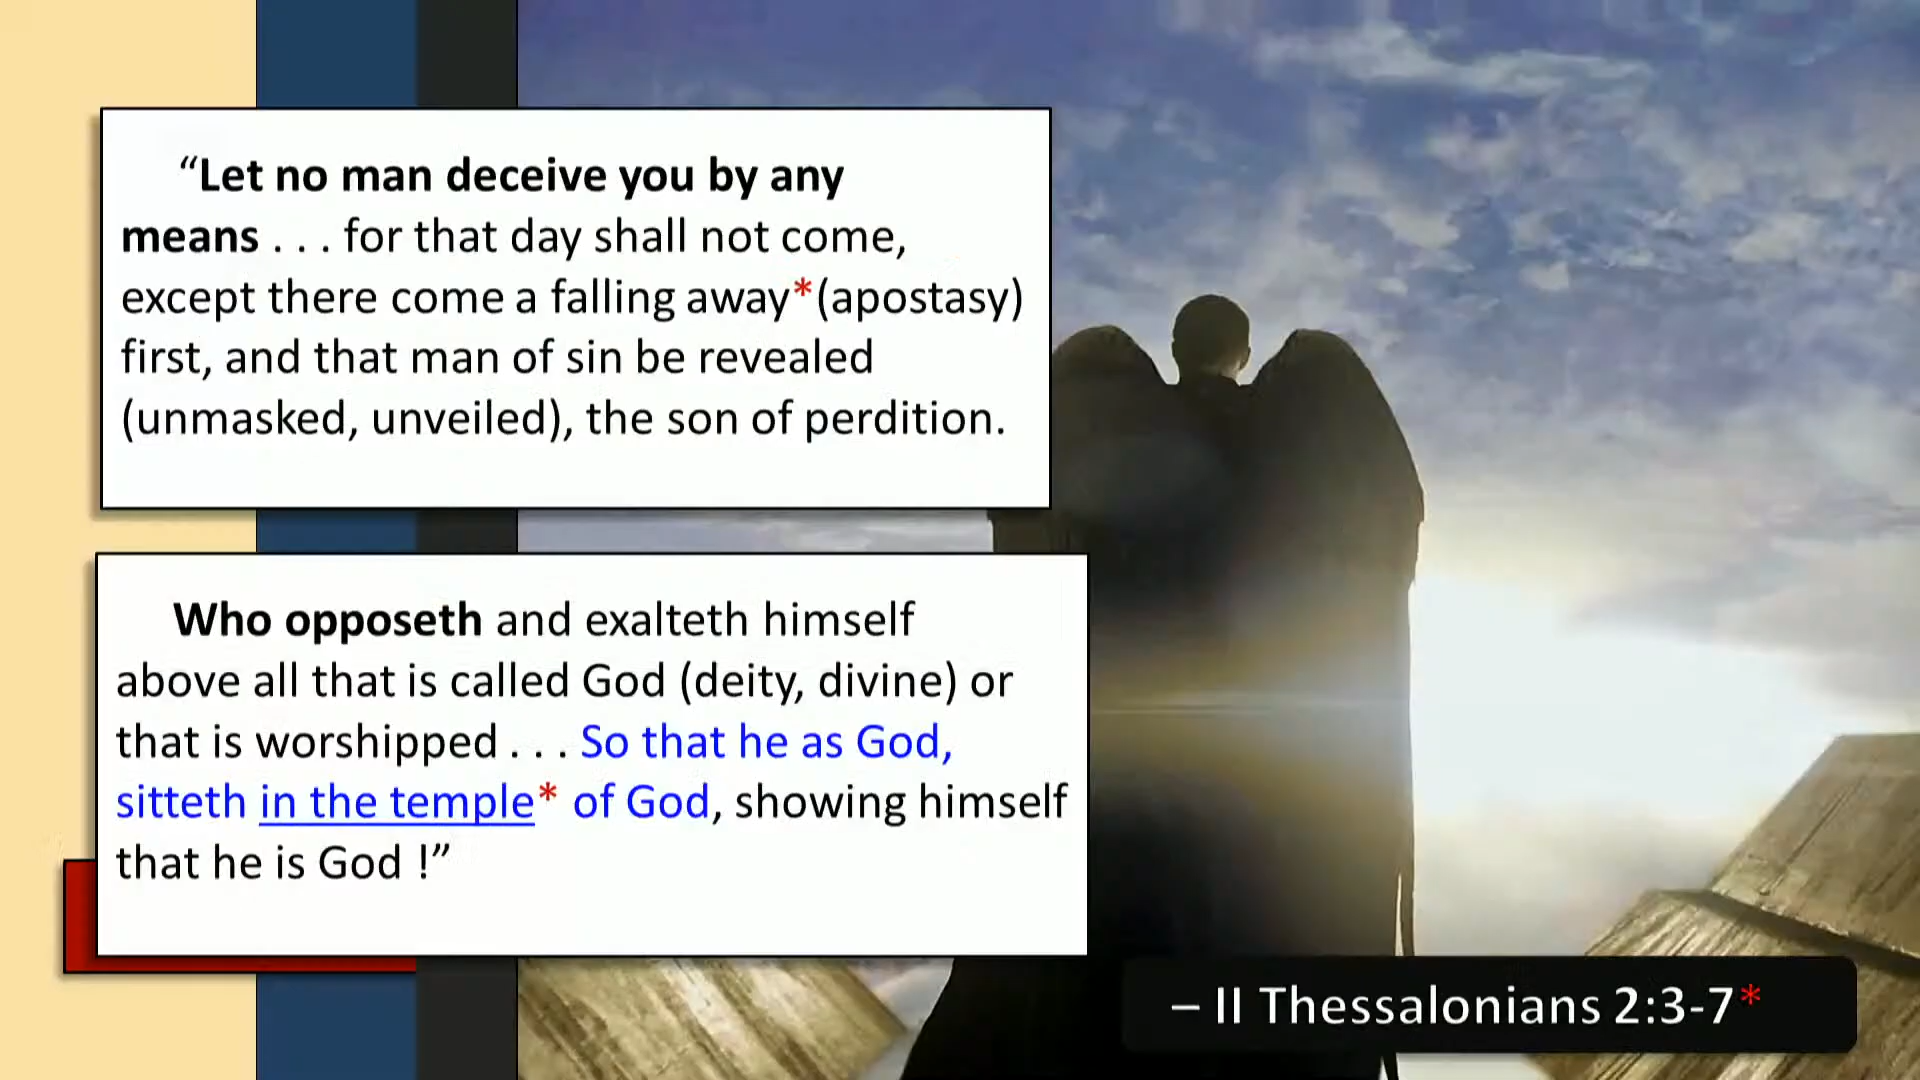 “Let no man deceive you by any
means . . . for that day shall not come,
except there come a falling away*(apostasy)
first, and that man of sin be revealed
(unmasked, unveiled), the son of perdition.
Who opposeth and exalteth himself
above all that is called God (deity, divine) or
that is worshipped . . . So that he as God,
sitteth in the temple* of God, showing himself
that he is God !”
– II Thessalonians 2:3-7*